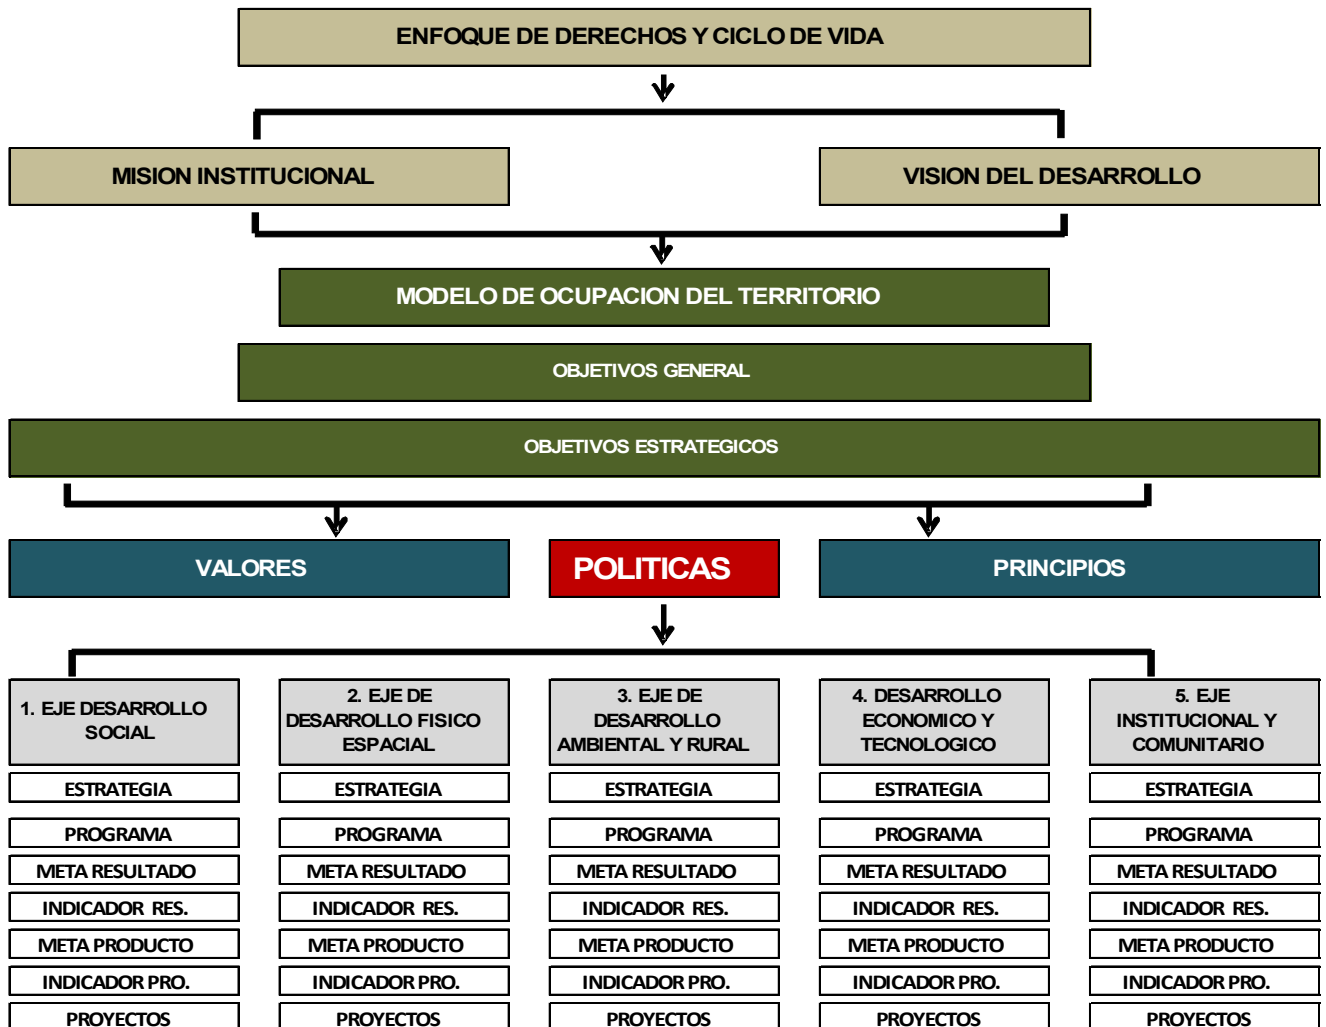 ENFOQUE DE DERECHOS Y CICLO DE VIDA
MISION INSTITUCIONAL
VISION DEL DESARROLLO
MODELO DE OCUPACION DEL TERRITORIO
OBJETIVOS GENERAL
OBJETIVOS ESTRATEGICOS
VALORES
POLITICAS
PRINCIPIOS
1. EJE DESARROLLO
SOCIAL
2. EJE DE
DESARROLLO FISICO
ESPACIAL
3. EJE DE
DESARROLLO
AMBIENTAL Y RURAL
4. DESARROLLO
ECONOMICO Y
TECNOLOGICO
5. EJE
INSTITUCIONAL Y
COMUNITARIO
ESTRATEGIA
ESTRATEGIA
ESTRATEGIA
ESTRATEGIA
ESTRATEGIA
PROGRAMA
PROGRAMA
PROGRAMA
PROGRAMA
PROGRAMA
META RESULTADO
META RESULTADO
META RESULTADO
META RESULTADO
META RESULTADO
INDICADOR RES.
INDICADOR RES.
INDICADOR RES.
INDICADOR RES.
INDICADOR RES.
META PRODUCTO
META PRODUCTO
META PRODUCTO
META PRODUCTO
META PRODUCTO
INDICADOR PRO.
INDICADOR PRO.
INDICADOR PRO.
INDICADOR PRO.
INDICADOR PRO.
PROYECTOS
PROYECTOS
PROYECTOS
PROYECTOS
PROYECTOS